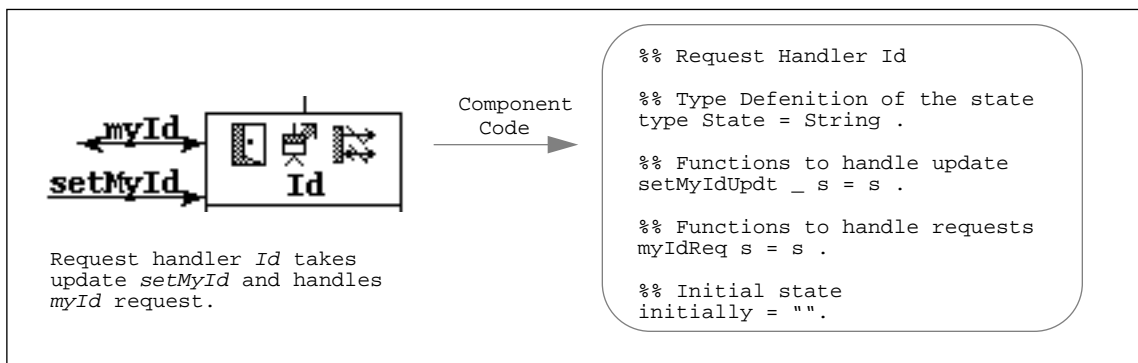 myId
setMyId
Id
Request handler Id takes
update setMyId and handles
myId request.
Component
Code
%% Request Handler Id
%% Type Defenition of the state
type State = String .
%% Functions to handle update
setMyIdUpdt _ s = s .
%% Functions to handle requests
myIdReq s = s .
%% Initial state
initially = "".